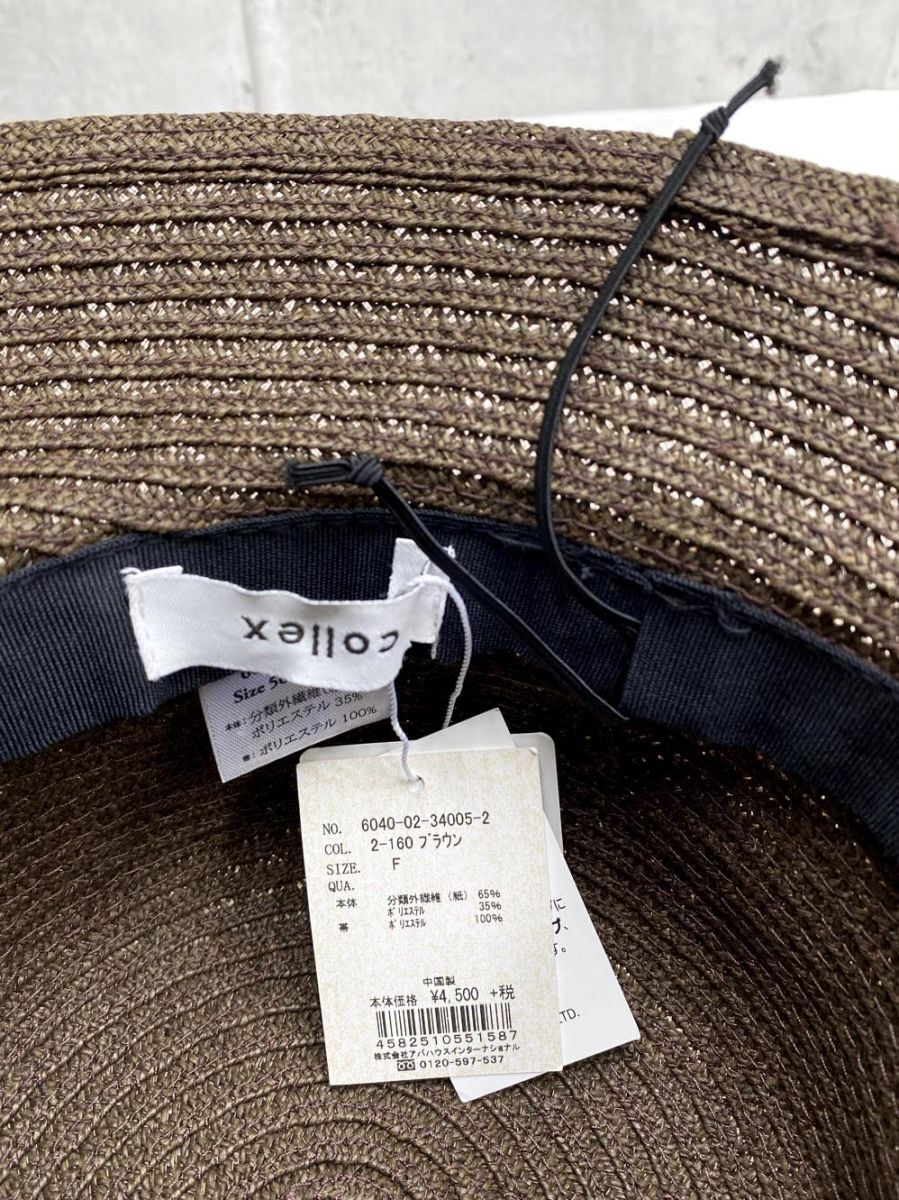 collex
Size
本体：分類外繊維
ポリエステル 35%
帯：ポリエステル 100%
NO. 6040-02-34005-2
COL. 2-160 ﾌﾞﾗｳﾝ
SIZE. F
QUA.
本体 分類外繊維（紙） 65%
ﾎﾟﾘｴｽﾃﾙ 35%
帯 ﾎﾟﾘｴｽﾃﾙ 100%
中国製
本体価格 ¥4,500 +税
4582510551587
株式会社アバハウスインターナショナル
0120-597-537
に
す。
LTD.